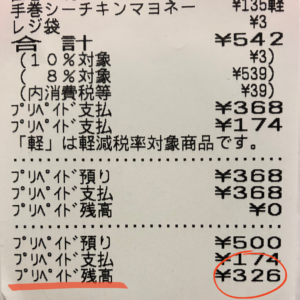 手巻シーチキンマヨネー ¥135軽
レジ袋 ¥3
合 計 ¥542
(10%対象 ¥3)
( 8%対象 ¥539)
(内消費税等 ¥39)
ﾌﾟﾘﾍﾟｲﾄﾞ支払 ¥368
ﾌﾟﾘﾍﾟｲﾄﾞ支払 ¥174
「軽」は軽減税率対象商品です。
ﾌﾟﾘﾍﾟｲﾄﾞ預り ¥368
ﾌﾟﾘﾍﾟｲﾄﾞ支払 ¥368
ﾌﾟﾘﾍﾟｲﾄﾞ残高 ¥0
ﾌﾟﾘﾍﾟｲﾄﾞ預り ¥500
ﾌﾟﾘﾍﾟｲﾄﾞ支払 ¥174
ﾌﾟﾘﾍﾟｲﾄﾞ残高 ¥326